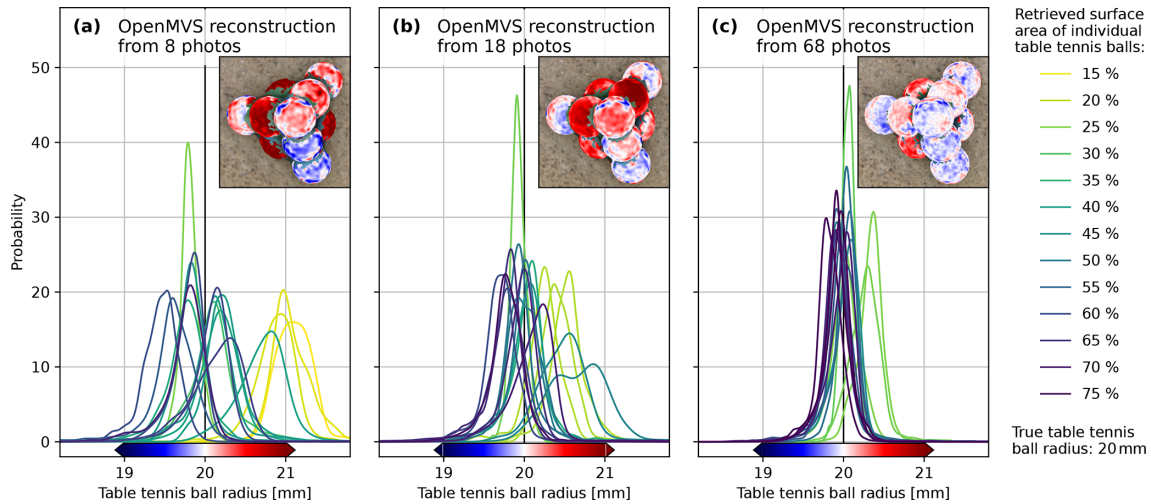 (a) OpenMVS reconstruction
from 8 photos
(b) OpenMVS reconstruction
from 18 photos
(c) OpenMVS reconstruction
from 68 photos
Retrieved surface
area of individual
table tennis balls:
15 %
20 %
25 %
30 %
35 %
40 %
45 %
50 %
55 %
60 %
65 %
70 %
75 %
True table tennis
ball radius: 20 mm
Probability
50
40
30
20
10
0
19 20 21
19 20 21
19 20 21
Table tennis ball radius [mm]
Table tennis ball radius [mm]
Table tennis ball radius [mm]